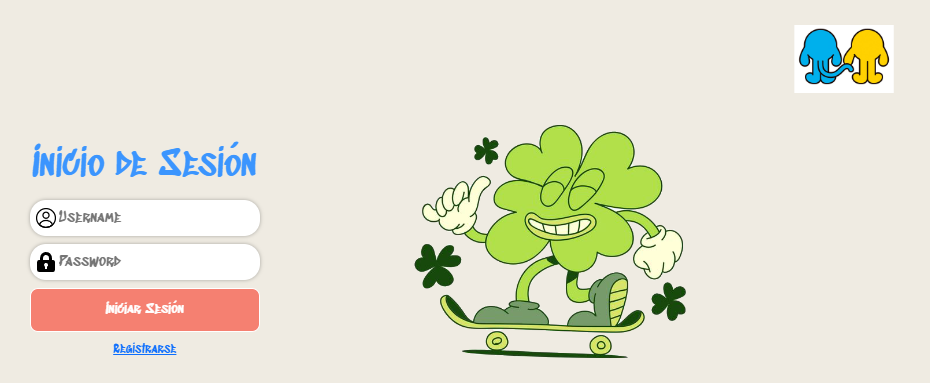 Inicio de Sesión
Username
Password
Iniciar Sesión
Registrarse